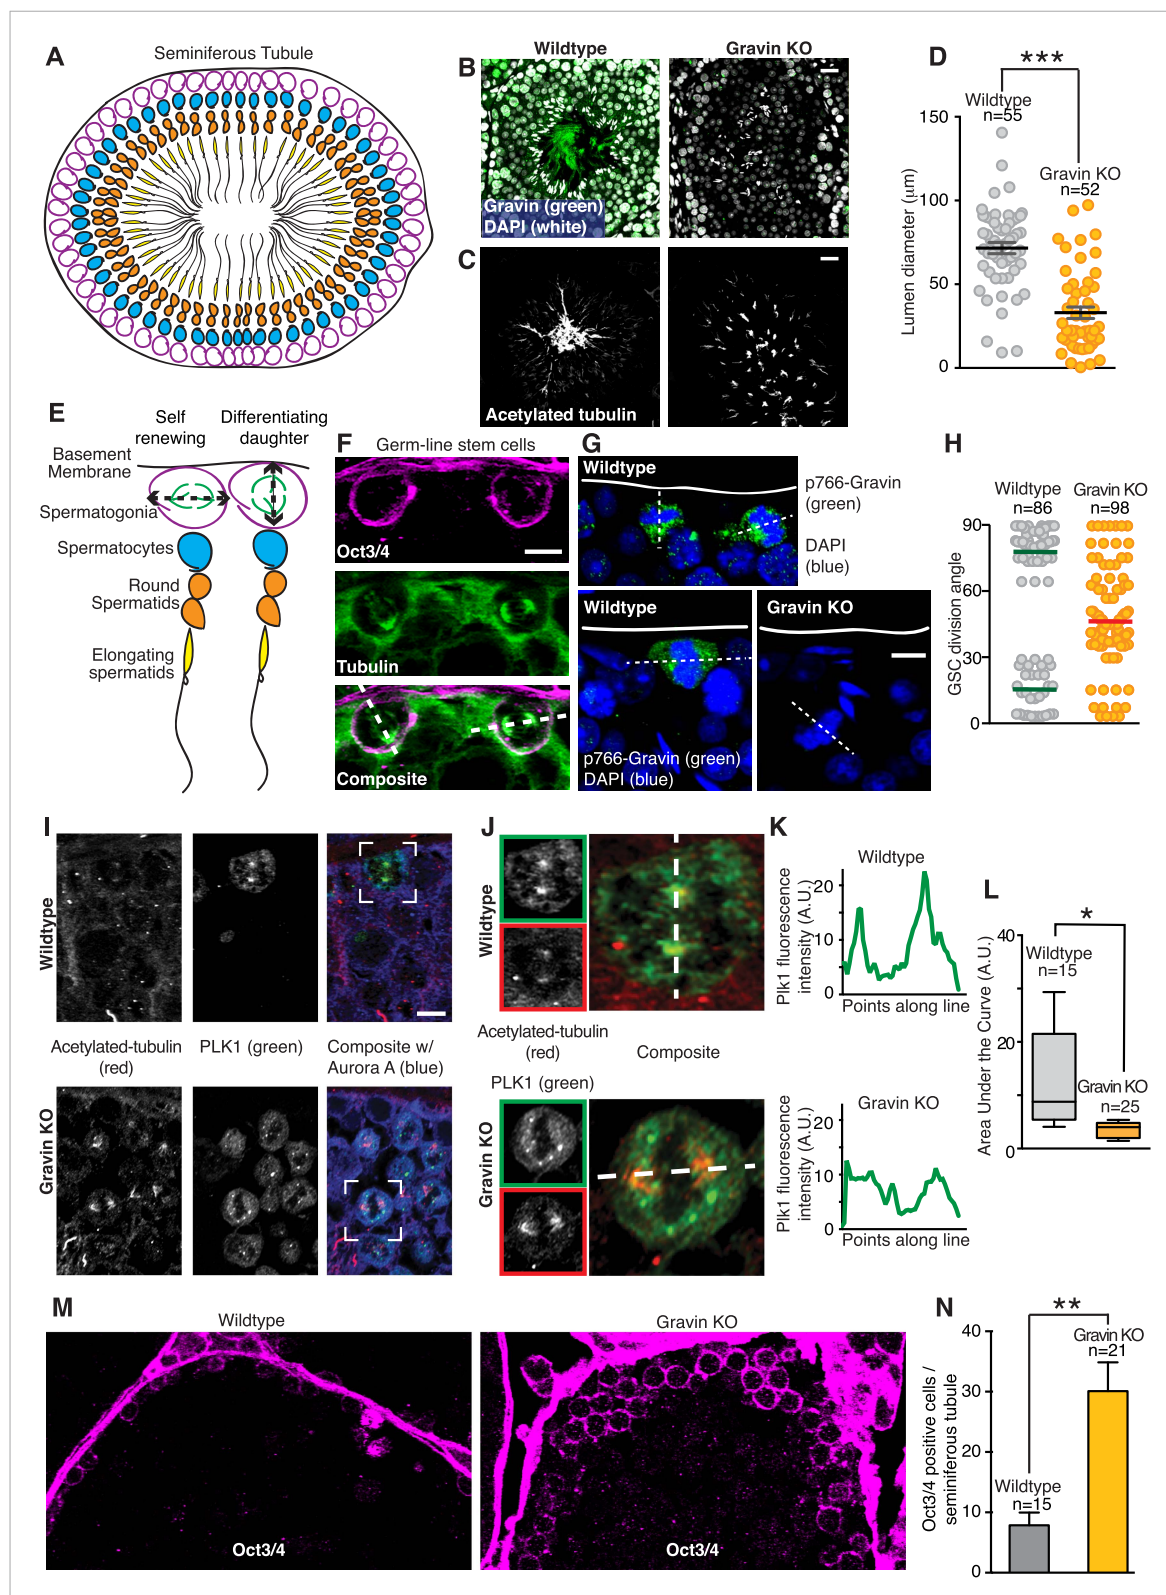 A
Seminiferous Tubule
B
Wildtype
Gravin KO
Gravin (green)
DAPI (white)
C
Acetylated tubulin
D
***
Wildtype
n=55
Gravin KO
n=52
Lumen diameter (μm)
150
100
50
0
E
Self
renewing
Differentiating
daughter
Basement
Membrane
Spermatogonia
Spermatocytes
Round
Spermatids
Elongating
spermatids
F
Germ-line stem cells
Oct3/4
Tubulin
Composite
G
Wildtype
p766-Gravin
(green)
DAPI
(blue)
Wildtype
Gravin KO
p766-Gravin (green)
DAPI (blue)
H
Wildtype
n=86
Gravin KO
n=98
GSC division angle
90
60
30
0
I
Wildtype
Acetylated-tubulin
(red)
PLK1 (green)
Composite w/
Aurora A (blue)
Gravin KO
J
Wildtype
Acetylated-tubulin
(red)
PLK1 (green)
Composite
Gravin KO
K
Wildtype
Plk1 fluorescence
intensity (A.U.)
20
10
0
Points along line
Gravin KO
Plk1 fluorescence
intensity (A.U.)
20
10
0
Points along line
L
*
Wildtype
n=15
Gravin KO
n=25
Area Under the Curve (A.U.)
40
20
0
M
Wildtype
Gravin KO
Oct3/4
Oct3/4
N
**
Gravin KO
n=21
Wildtype
n=15
Oct3/4 positive cells/
seminiferous tubule
40
30
20
10
0